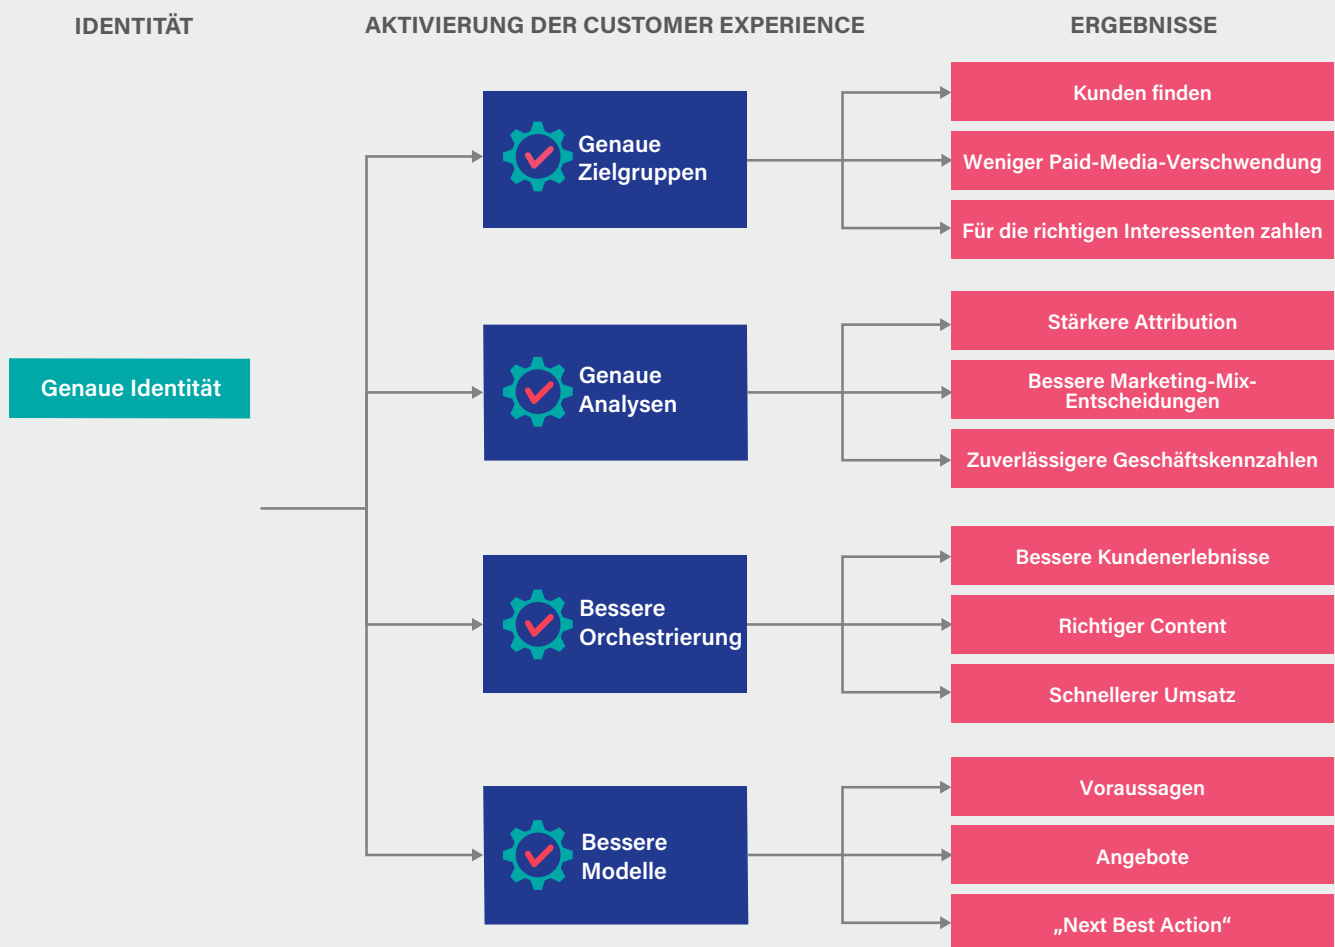 IDENTITÄT
AKTIVIERUNG DER CUSTOMER EXPERIENCE
ERGEBNISSE
Genaue Identität
Genaue
Zielgruppen
Kunden finden
Weniger Paid-Media-Verschwendung
Für die richtigen Interessenten zahlen
Genaue
Analysen
Stärkere Attribution
Bessere Marketing-Mix-
Entscheidungen
Zuverlässigere Geschäftskennzahlen
Bessere
Orchestrierung
Bessere Kundenerlebnisse
Richtiger Content
Schnellerer Umsatz
Bessere
Modelle
Voraussagen
Angebote
„Next Best Action“